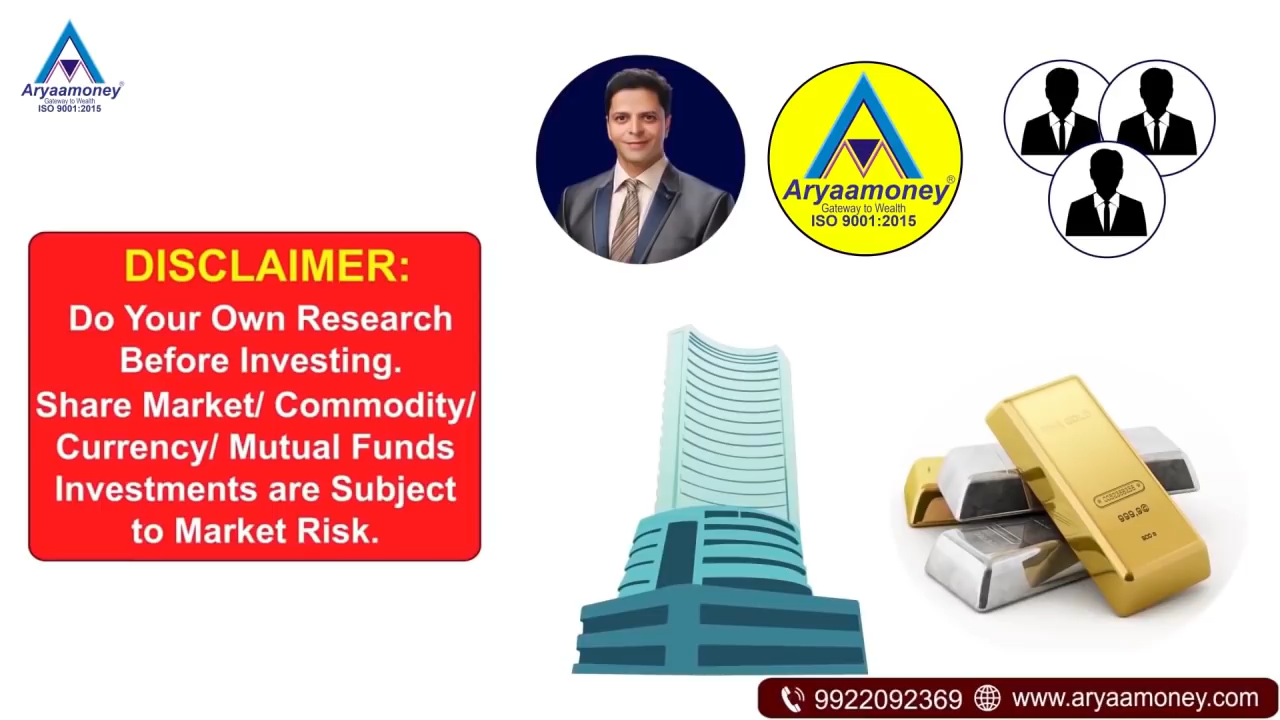 Aryaamoney®
Gateway to Wealth
ISO 9001:2015
Aryaamoney®
Gateway to Wealth
ISO 9001:2015
DISCLAIMER:
Do Your Own Research
Before Investing.
Share Market/ Commodity/
Currency/ Mutual Funds
Investments are Subject
to Market Risk.
999,9
9922092369 www.aryaamoney.com